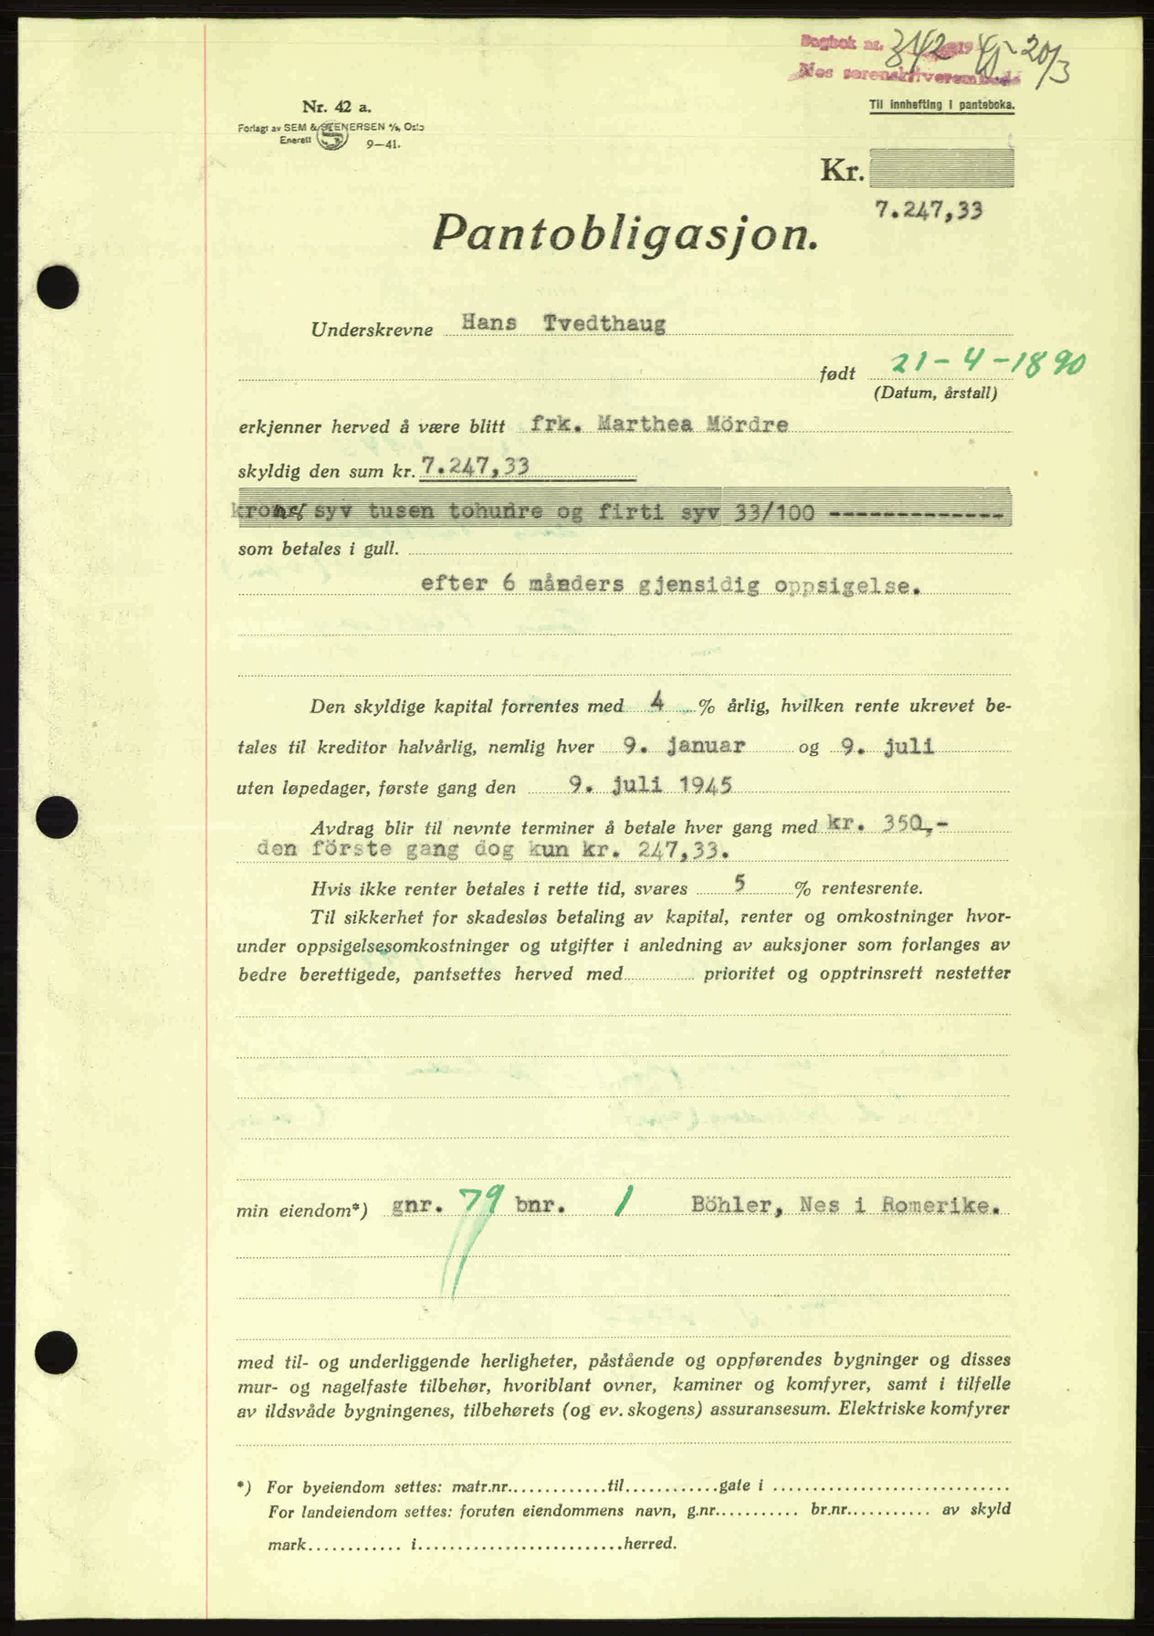 Dagbok nr. 342 1945-20/3
Nes sorenskriverembede
Nr. 42 a.
Til innhefting i panteboka.
Forlagt av SEM & STENERSEN A/s, Oslo
Enerett 9—41.
Kr.
7.247,33
Pantobligasjon.
Underskrevne Hans Tvedthaug
født 21-4-1890
(Datum, årstall)
erkjenner herved å være blitt frk. Marthea Mördre
skyldig den sum kr. 7.247,33
kroner syv tusen tohundre og firti syv 33/100 -------------
som betales i gull.
efter 6 månders gjensidig oppsigelse.
Den skyldige kapital forrentes med 4 % årlig, hvilken rente ukrevet be-
tales til kreditor halvårlig, nemlig hver 9. januar og 9. juli
uten løpedager, første gang den 9. juli 1945
Avdrag blir til nevnte terminer å betale hver gang med kr. 350,-
den förste gang dog kun kr. 247,33.
Hvis ikke renter betales i rette tid, svares 5 % rentesrente.
Til sikkerhet for skadesløs betaling av kapital, renter og omkostninger hvor-
under oppsigelsesomkostninger og utgifter i anledning av auksjoner som forlanges av
bedre berettigede, pantsettes herved med prioritet og opptrinsrett nestetter
min eiendom*) gnr. 79 bnr. 1 Böhler, Nes i Romerike.
med til- og underliggende herligheter, påstående og oppførendes bygninger og disses
mur- og nagelfaste tilbehør, hvoriblant ovner, kaminer og komfyrer, samt i tilfelle
av ildsvåde bygningenes, tilbehørets (og ev. skogens) assuransesum. Elektriske komfyrer
*) For byeiendom settes: matr.nr............til............gate i ..............................
For landeiendom settes: foruten eiendommens navn, g.nr.......... br.nr........... av skyld
mark............ i..........................herred.